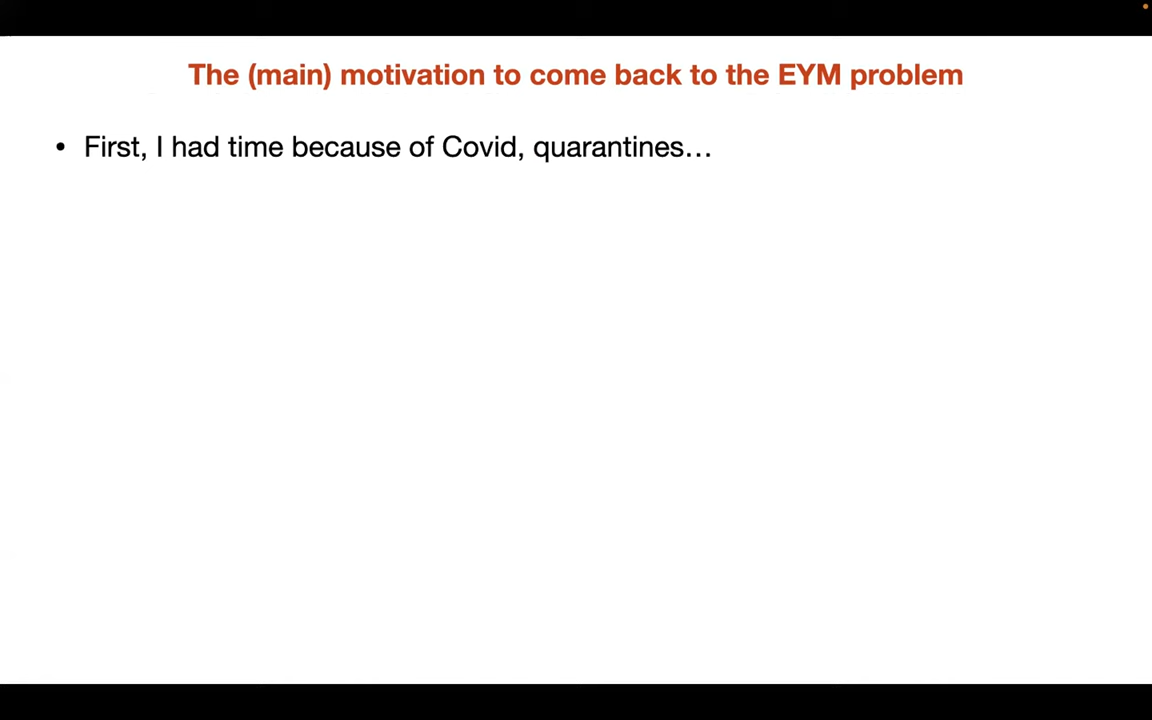 The (main) motivation to come back to the EYM problem
• First, I had time because of Covid, quarantines…